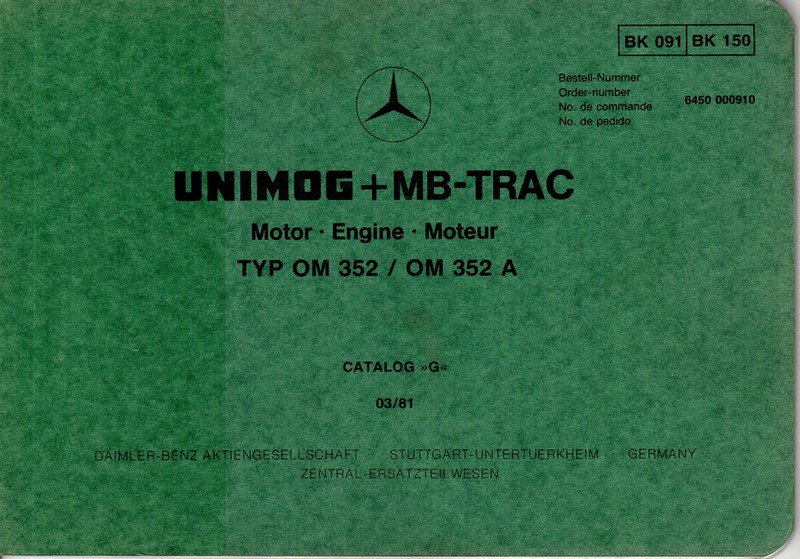 BK 091 BK 150
Bestell-Nummer
Order-number
No. de commande
No. de pedido
6450 000910
UNIMOG+MB-TRAC
Motor · Engine · Moteur
TYP OM 352 / OM 352 A
CATALOG »G«
03/81
DAIMLER-BENZ AKTIENGESELLSCHAFT · STUTTGART-UNTERTUERKHEIM · GERMANY
ZENTRAL-ERSATZTEILWESEN